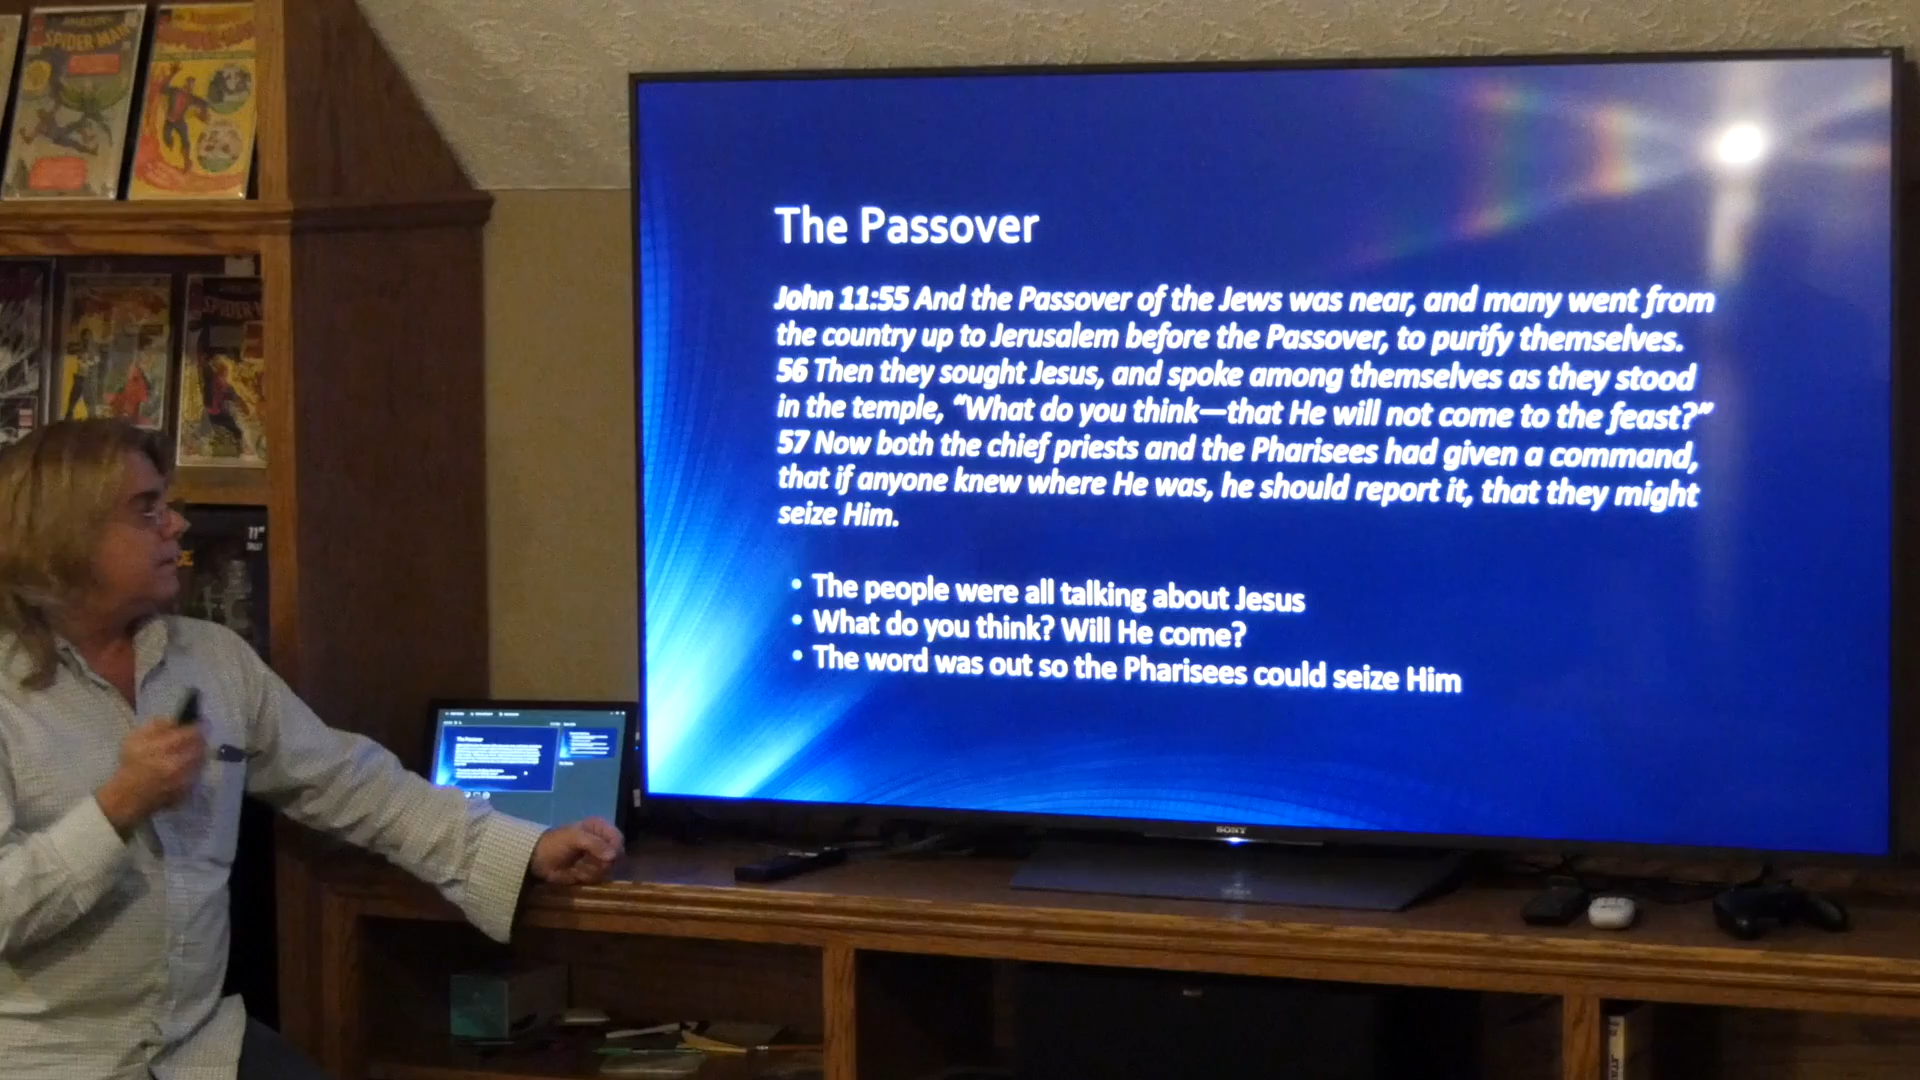 AMAZING
SPIDER-MAN
The Passover
John 11:55 And the Passover of the Jews was near, and many went from
the country up to Jerusalem before the Passover, to purify themselves.
56 Then they sought Jesus, and spoke among themselves as they stood
in the temple, “What do you think—that He will not come to the feast?”
57 Now both the chief priests and the Pharisees had given a command,
that if anyone knew where He was, he should report it, that they might
seize Him.
• The people were all talking about Jesus
• What do you think? Will He come?
• The word was out so the Pharisees could seize Him
11"
SONY
The Passover